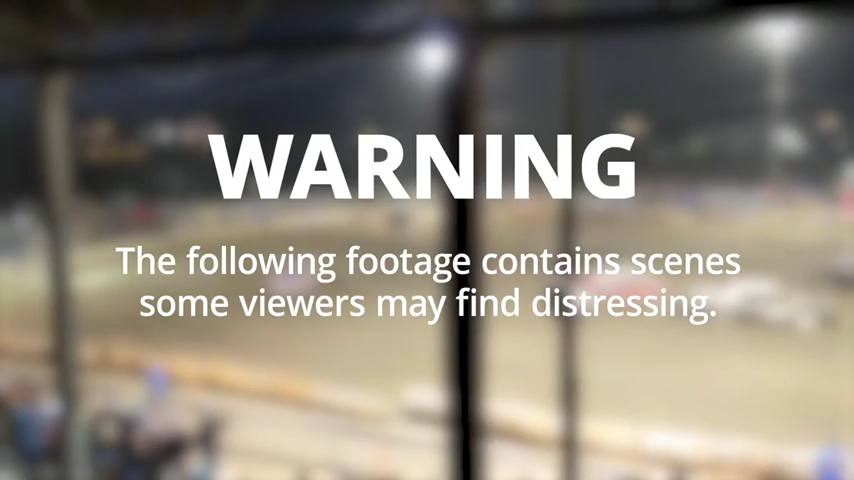 WARNING
The following footage contains scenes
some viewers may find distressing.